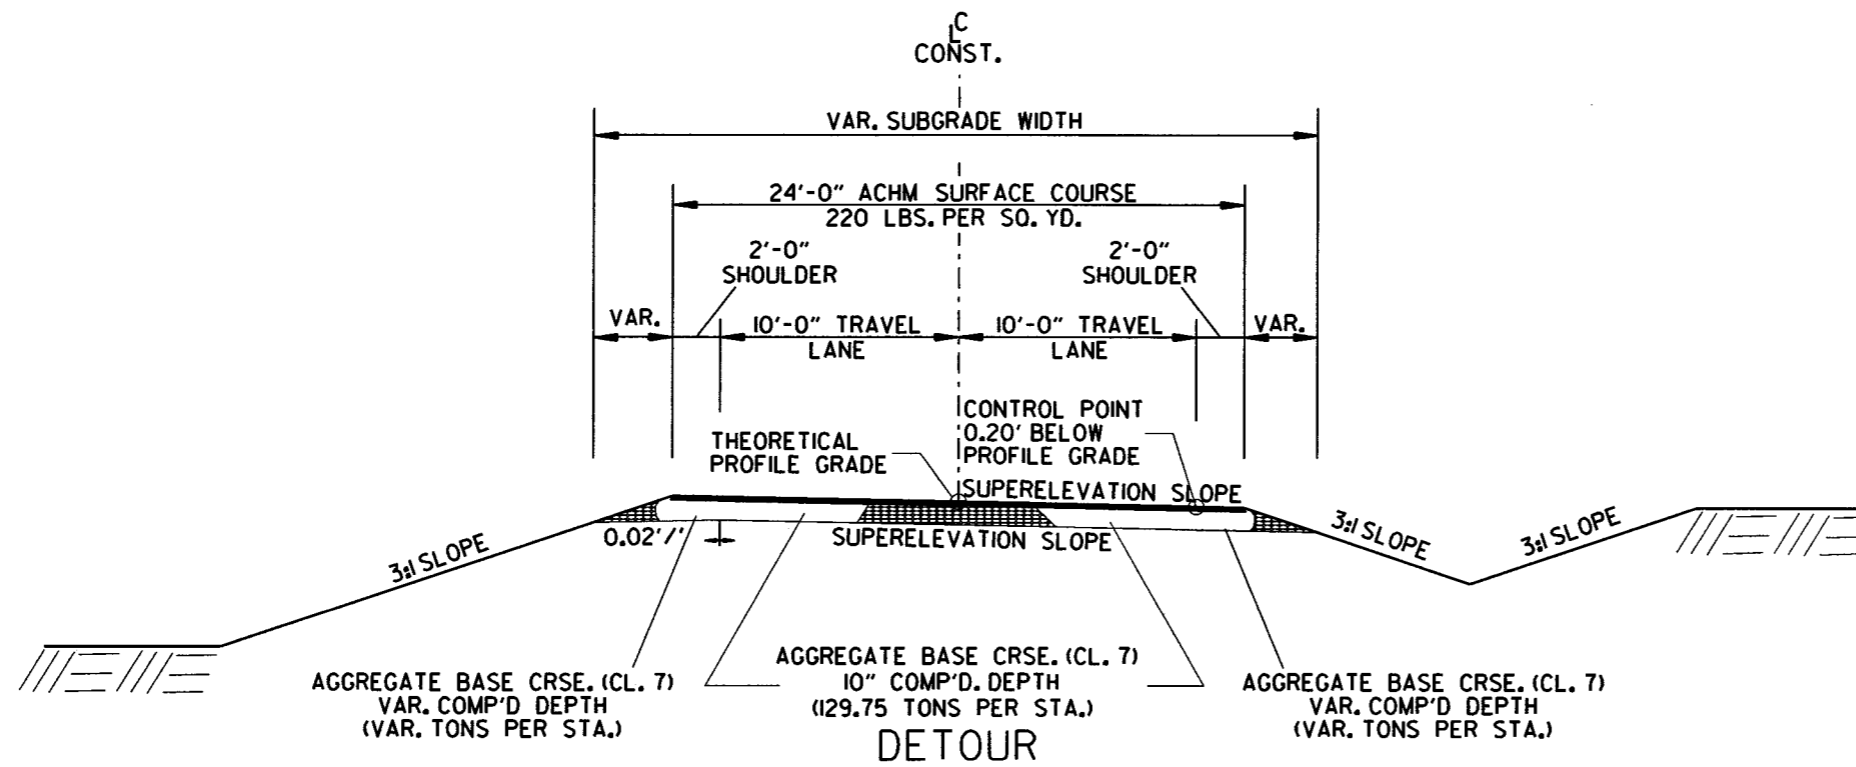 CL
CONST.
VAR. SUBGRADE WIDTH
24'-0" ACHM SURFACE COURSE
220 LBS. PER SQ. YD.
2'-0"
SHOULDER
2'-0"
SHOULDER
VAR.
10'-0" TRAVEL
LANE
10'-0" TRAVEL
LANE
VAR.
THEORETICAL
PROFILE GRADE
CONTROL POINT
0.20' BELOW
PROFILE GRADE
SUPERELEVATION SLOPE
3:1 SLOPE
0.02'/'
SUPERELEVATION SLOPE
3:1 SLOPE
3:1 SLOPE
AGGREGATE BASE CRSE. (CL. 7)
VAR. COMP'D DEPTH
(VAR. TONS PER STA.)
AGGREGATE BASE CRSE. (CL. 7)
10" COMP'D. DEPTH
(129.75 TONS PER STA.)
AGGREGATE BASE CRSE. (CL. 7)
VAR. COMP'D DEPTH
(VAR. TONS PER STA.)
DETOUR